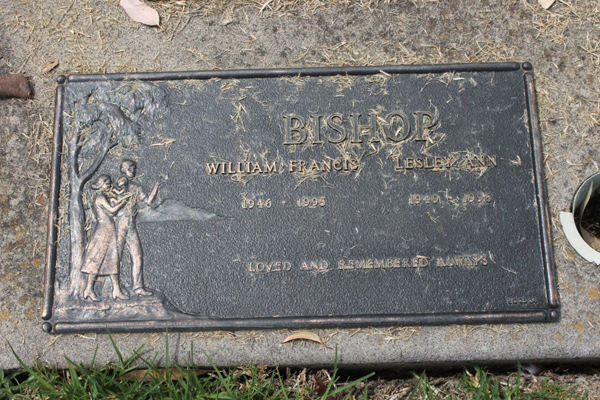 BISHOP
WILLIAM FRANCIS LESLEY ANN
1946 - 1995
LOVED AND REMEMBERED ALWAYS